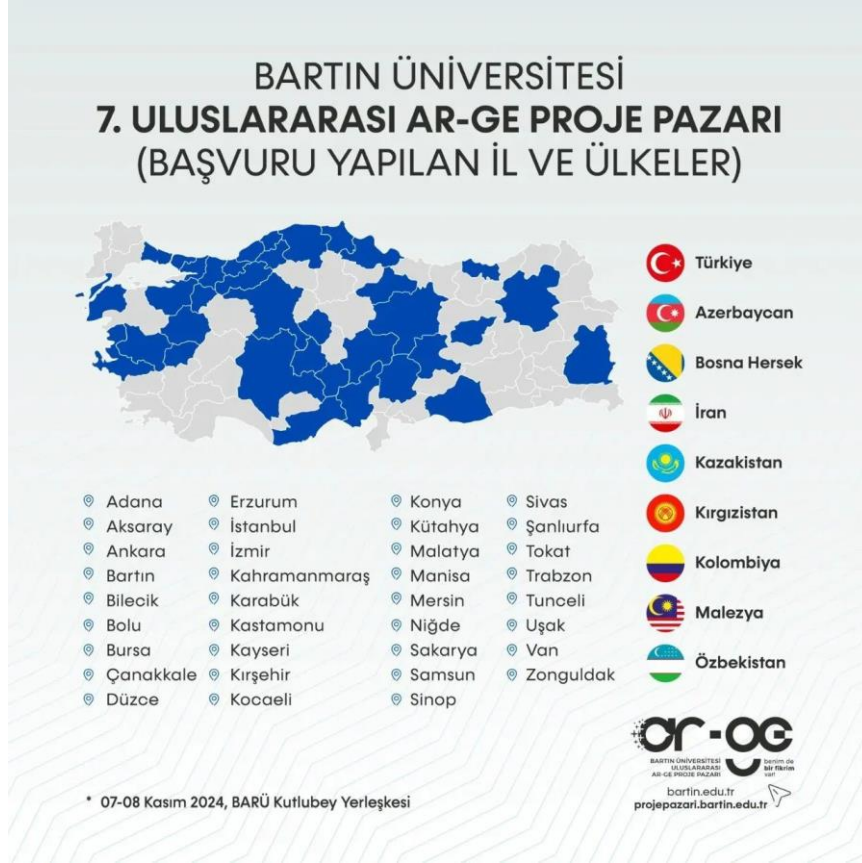 BARTIN ÜNİVERSİTESİ
7. ULUSLARARASI AR-GE PROJE PAZARI
(BAŞVURU YAPILAN İL VE ÜLKELER)
Türkiye
Azerbaycan
Bosna Hersek
İran
Kazakistan
Kırgızistan
Kolombiya
Malezya
Özbekistan
Adana
Aksaray
Ankara
Bartın
Bilecik
Bolu
Bursa
Çanakkale
Düzce
Erzurum
İstanbul
İzmir
Kahramanmaraş
Karabük
Kastamonu
Kayseri
Kırşehir
Kocaeli
Konya
Kütahya
Malatya
Manisa
Mersin
Niğde
Sakarya
Samsun
Sinop
Sivas
Şanlıurfa
Tokat
Trabzon
Tunceli
Uşak
Van
Zonguldak
ar-ge
BARTIN ÜNİVERSİTESİ
ULUSLARARASI
AR-GE PROJE PAZARI
benim de
bir fikrim
var!
bartin.edu.tr
projepazari.bartin.edu.tr
* 07-08 Kasım 2024, BARÜ Kutlubey Yerleşkesi